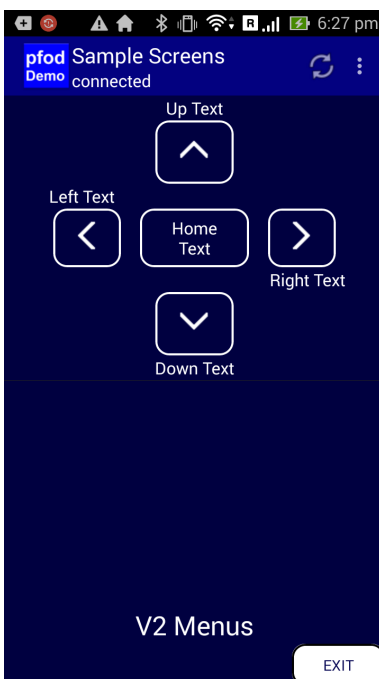 R 6:27 pm
pfod Sample Screens
Demo connected
Up Text
Left Text
Home
Text
Right Text
Down Text
V2 Menus
EXIT